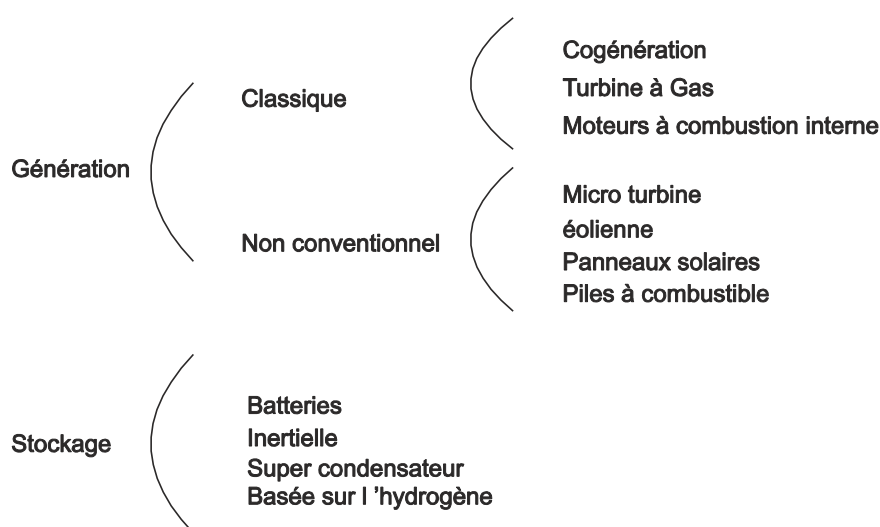 Génération
Classique
Cogénération
Turbine à Gas
Moteurs à combustion interne
Non conventionnel
Micro turbine
éolienne
Panneaux solaires
Piles à combustible
Stockage
Batteries
Inertielle
Super condensateur
Basée sur l ’hydrogène